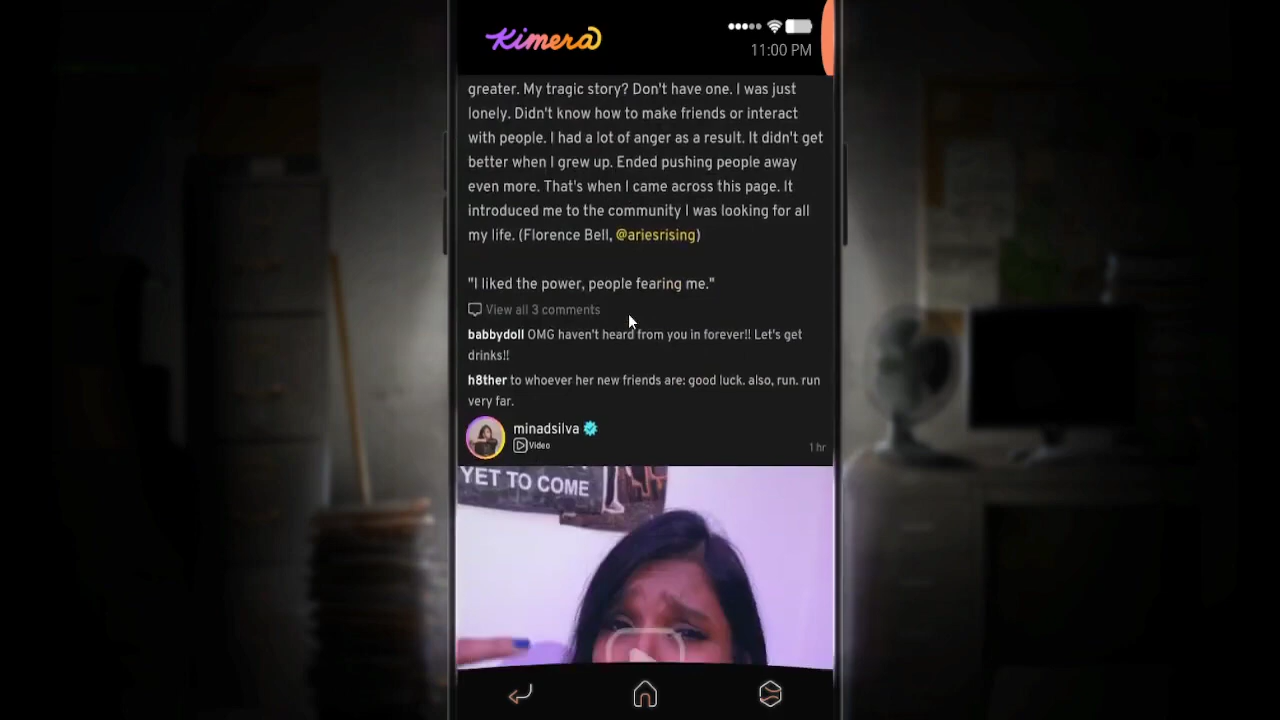 Kimera
11:00 PM
greater. My tragic story? Don't have one. I was just
lonely. Didn't know how to make friends or interact
with people. I had a lot of anger as a result. It didn't get
better when I grew up. Ended pushing people away
even more. That's when I came across this page. It
introduced me to the community I was looking for all
my life. (Florence Bell, @ariesrising)
"I liked the power, people fearing me."
View all 3 comments
babbydoll OMG haven't heard from you in forever!! Let's get
drinks!!
h8ther to whoever her new friends are: good luck. also, run. run
very far.
minadsilva
Video
1 hr
YET TO COME